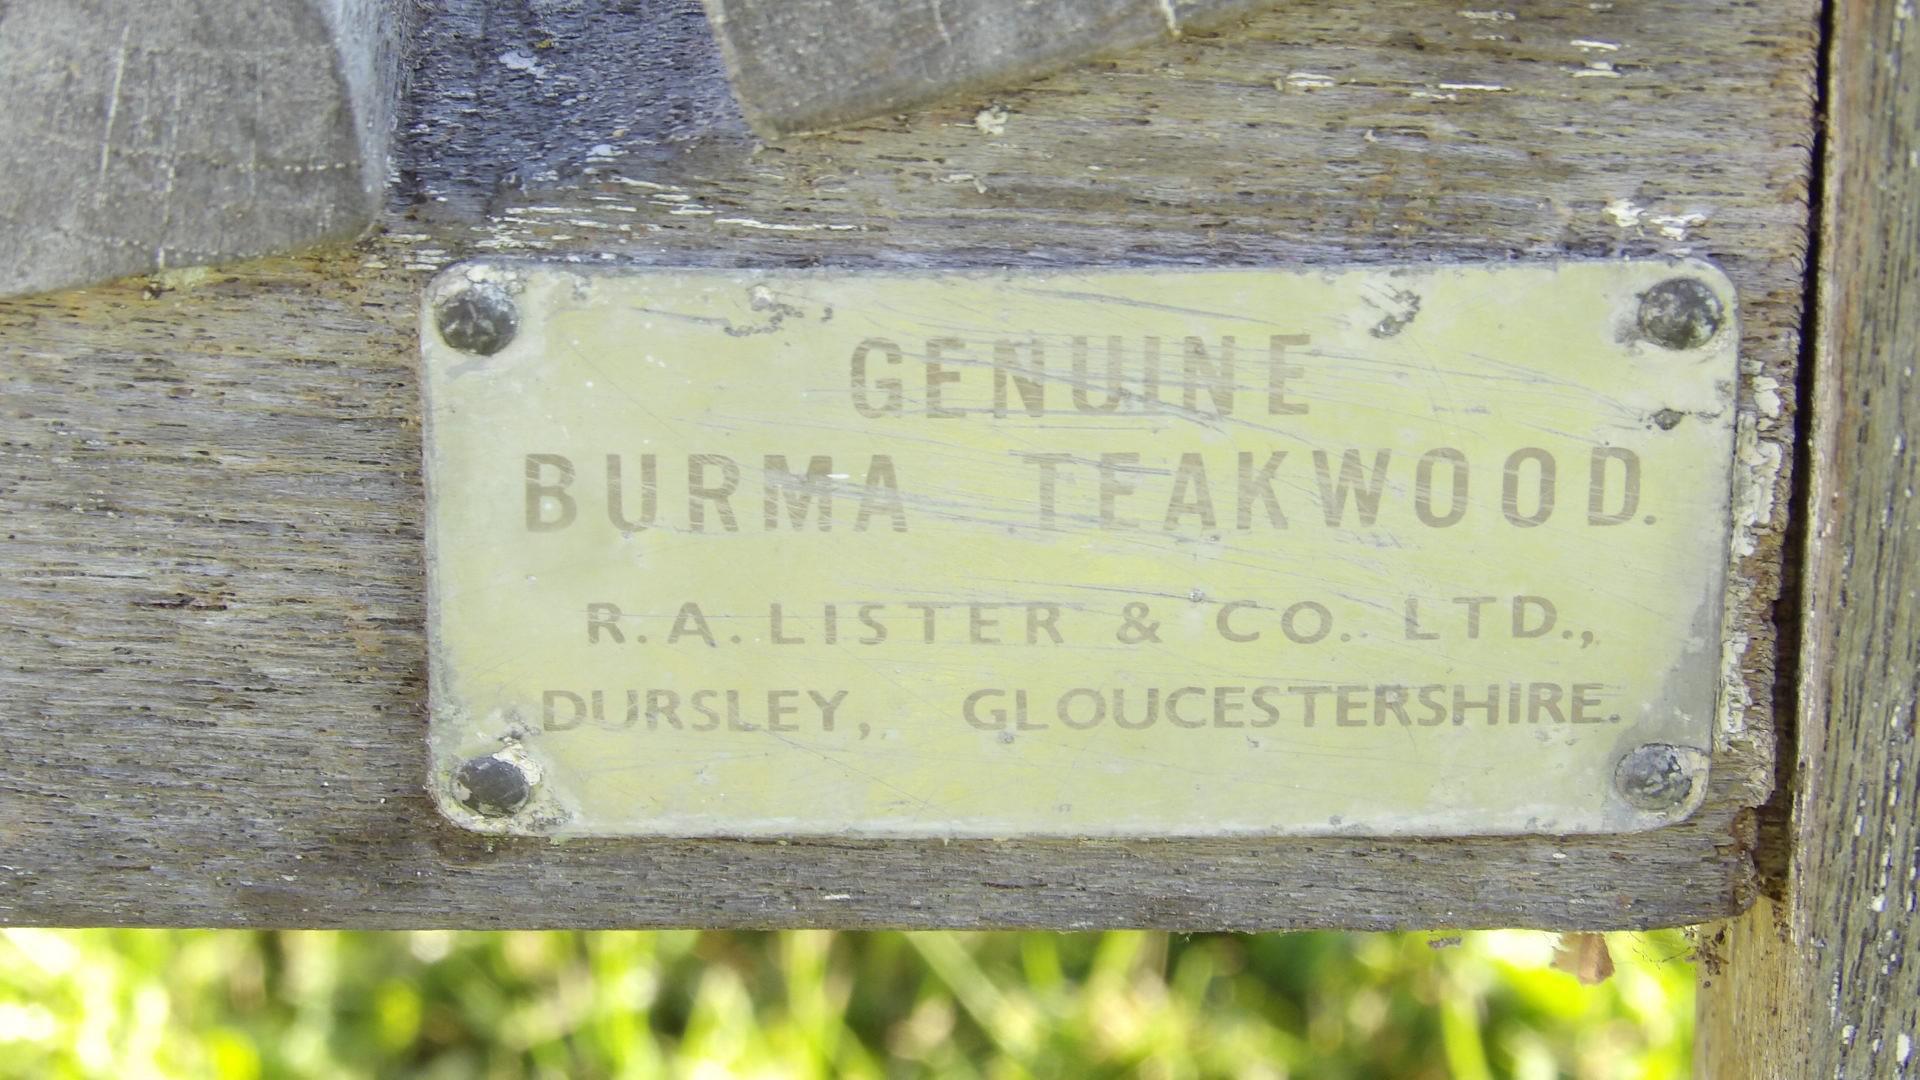 GENUINE
BURMA TEAKWOOD.
R. A. LISTER & CO. LTD.,
DURSLEY, GLOUCESTERSHIRE.